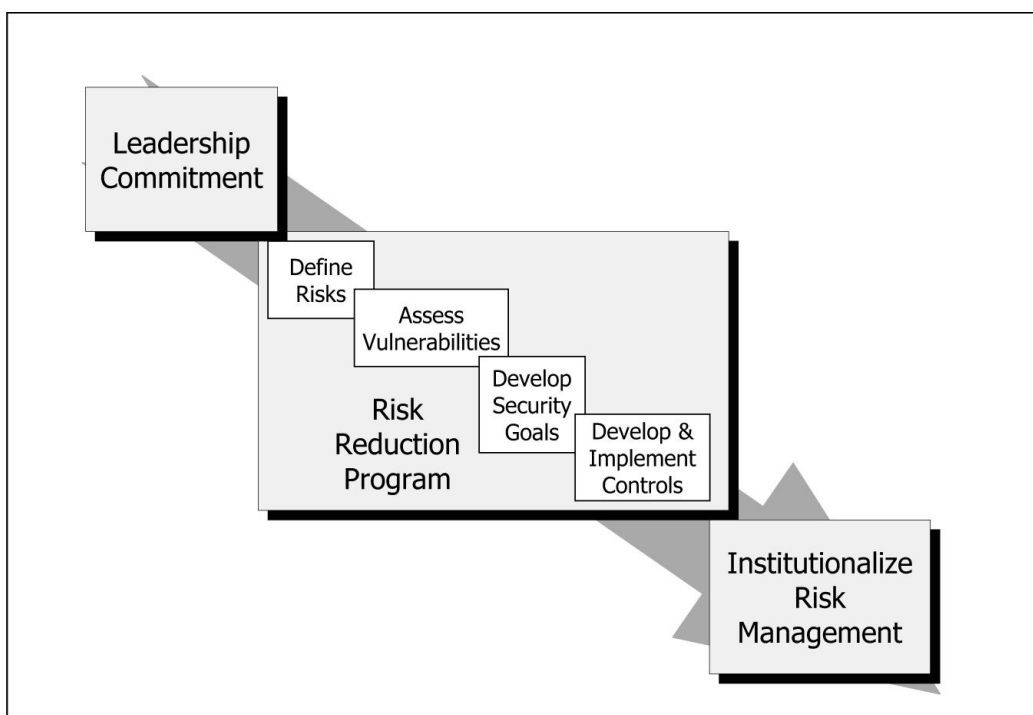 Leadership
Commitment
Define
Risks
Assess
Vulnerabilities
Develop
Security
Goals
Develop &
Implement
Controls
Risk
Reduction
Program
Institutionalize
Risk
Management